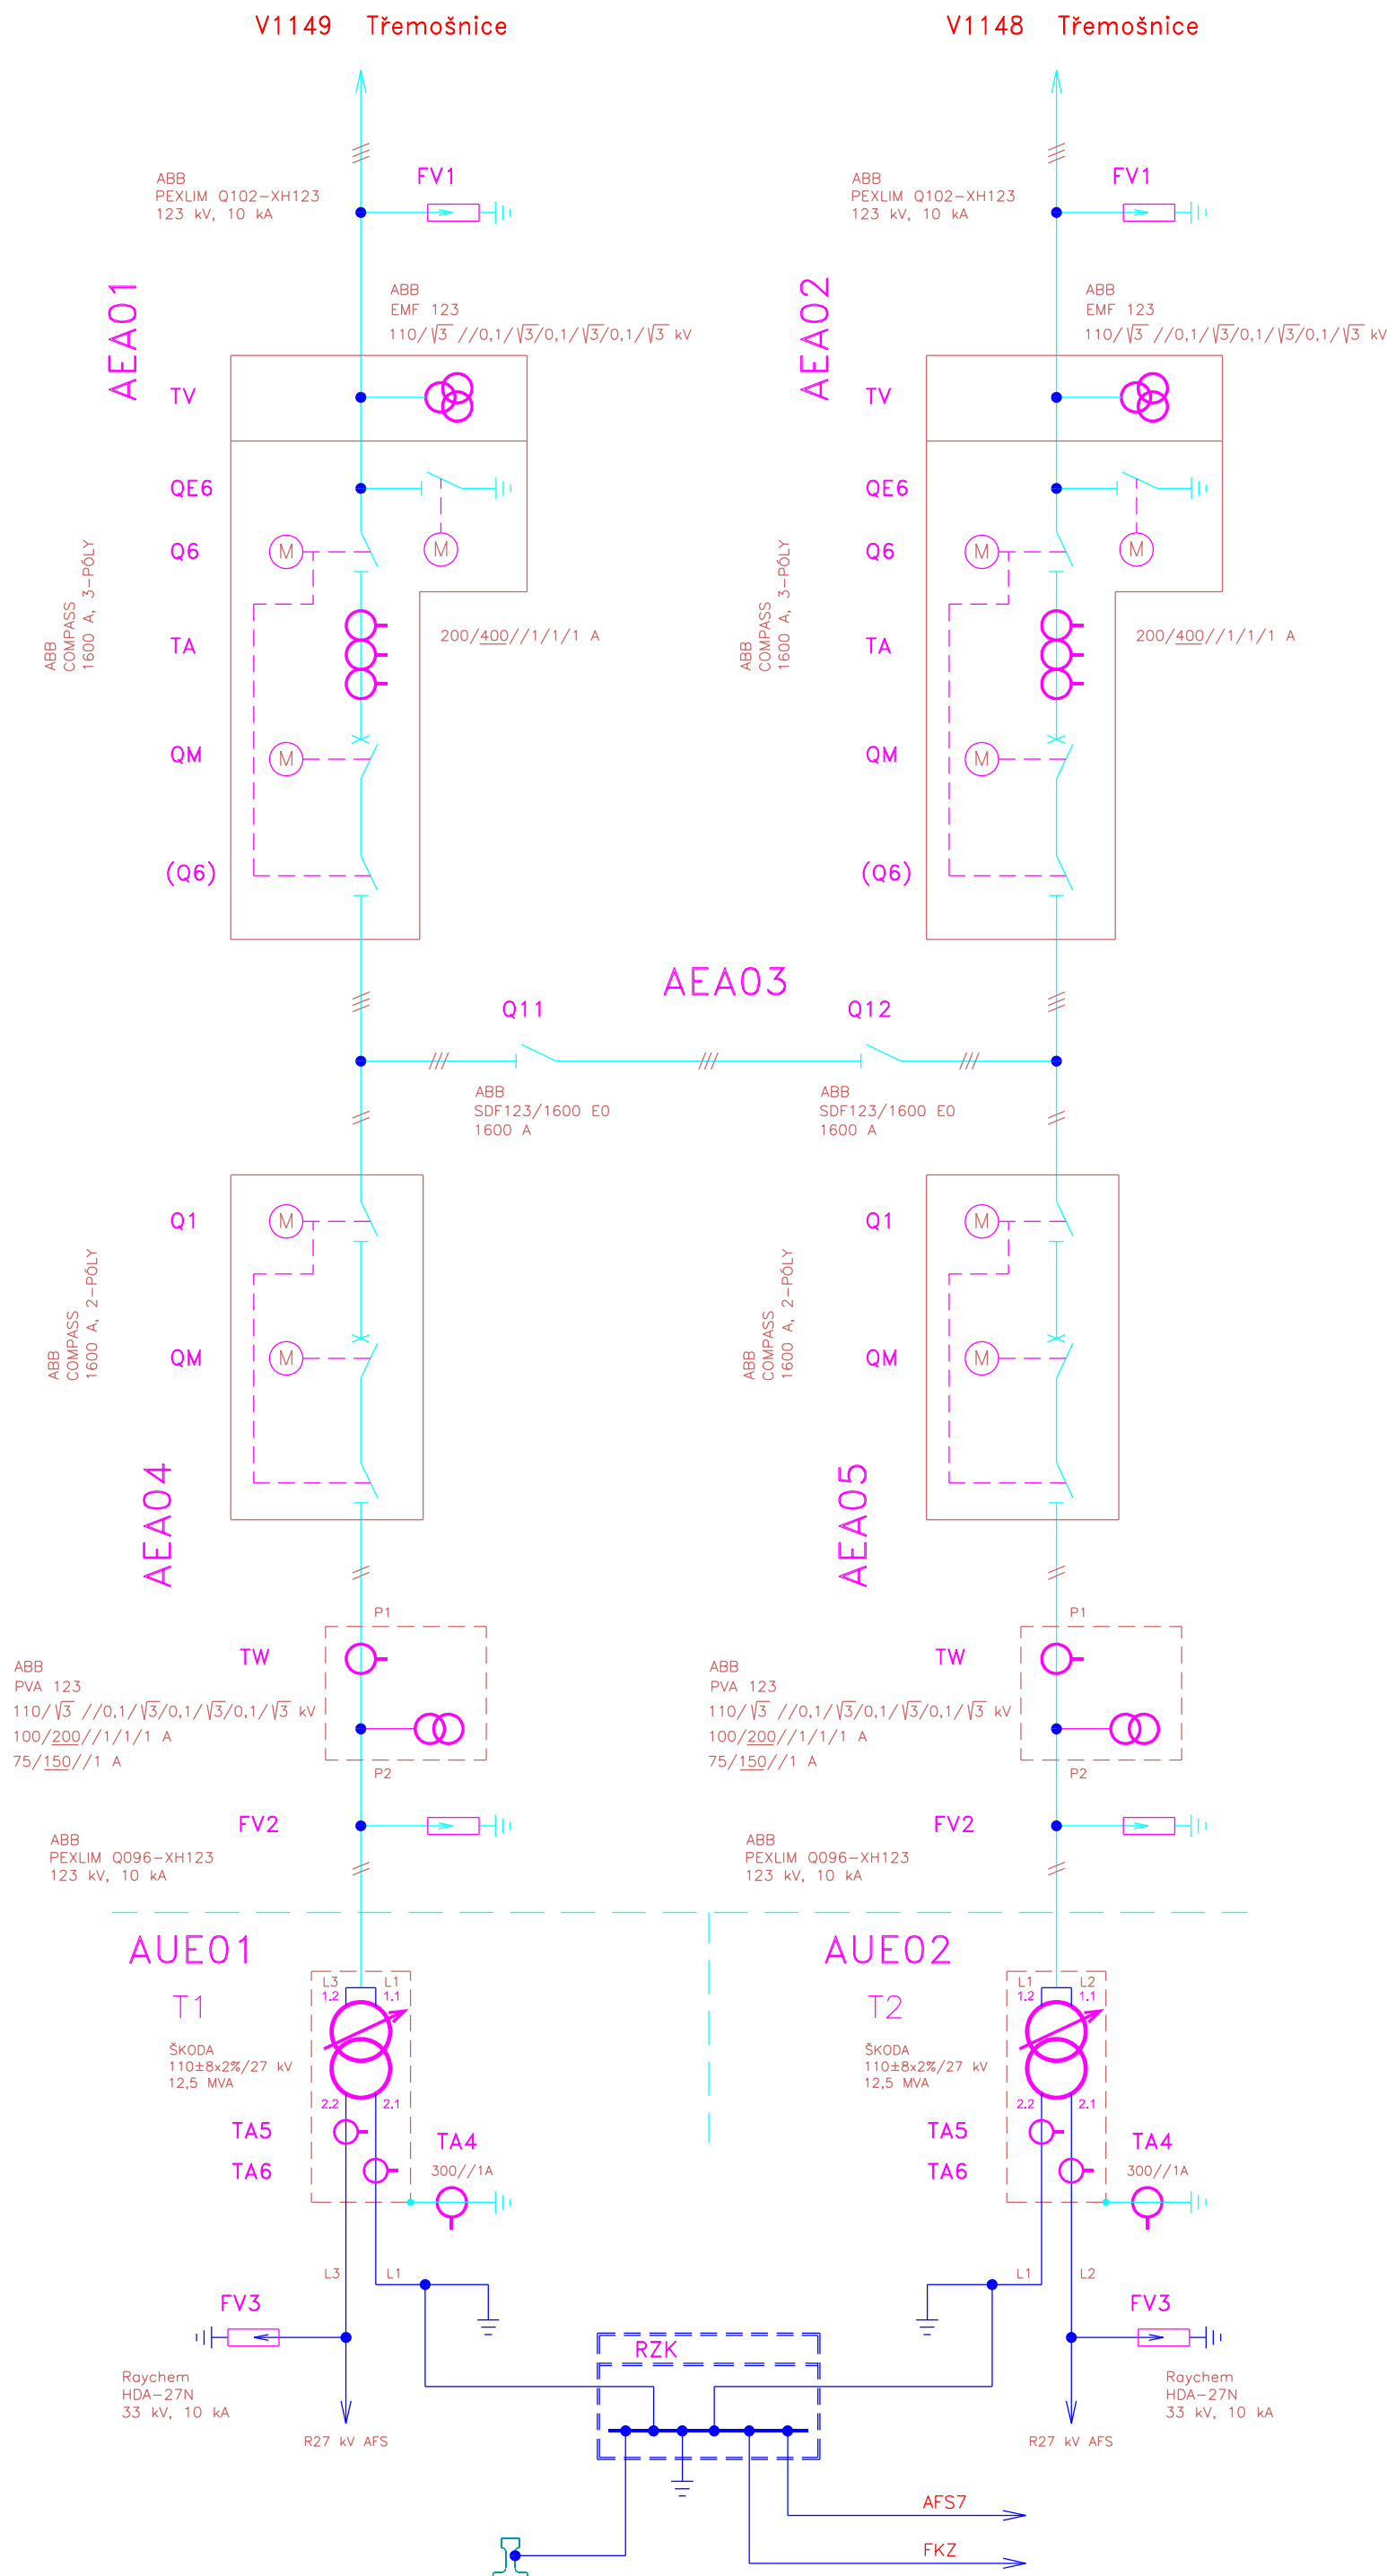 V1149 Třemošnice
V1148 Třemošnice
ABB
PEXLIM Q102-XH123
123 kV, 10 kA
FV1
ABB
PEXLIM Q102-XH123
123 kV, 10 kA
FV1
AEA01
ABB
EMF 123
110/√3 //0,1/√3/0,1/√3/0,1/√3 kV
AEA02
ABB
EMF 123
110/√3 //0,1/√3/0,1/√3/0,1/√3 kV
TV
TV
QE6
QE6
Q6
M
M
Q6
M
M
ABB
COMPASS
1600 A, 3-PÓLY
ABB
COMPASS
1600 A, 3-PÓLY
TA
200/400//1/1/1 A
TA
200/400//1/1/1 A
QM
M
QM
M
(Q6)
(Q6)
AEA03
Q11
Q12
ABB
SDF123/1600 E0
1600 A
ABB
SDF123/1600 E0
1600 A
Q1
M
Q1
M
ABB
COMPASS
1600 A, 2-PÓLY
ABB
COMPASS
1600 A, 2-PÓLY
QM
M
QM
M
AEA04
AEA05
P1
P1
TW
TW
ABB
PVA 123
110/√3 //0,1/√3/0,1/√3/0,1/√3 kV
100/200//1/1/1 A
75/150//1 A
ABB
PVA 123
110/√3 //0,1/√3/0,1/√3/0,1/√3 kV
100/200//1/1/1 A
75/150//1 A
P2
P2
FV2
FV2
ABB
PEXLIM Q096-XH123
123 kV, 10 kA
ABB
PEXLIM Q096-XH123
123 kV, 10 kA
AUE01
AUE02
L3 L1
1.2 1.1
L1 L2
1.2 1.1
T1
T2
ŠKODA
110±8x2%/27 kV
12,5 MVA
ŠKODA
110±8x2%/27 kV
12,5 MVA
2.2 2.1
2.2 2.1
TA5
TA4
TA5
TA4
TA6
300//1A
TA6
300//1A
L3 L1
L1 L2
FV3
FV3
RZK
Raychem
HDA-27N
33 kV, 10 kA
Raychem
HDA-27N
33 kV, 10 kA
R27 kV AFS
R27 kV AFS
AFS7
FKZ